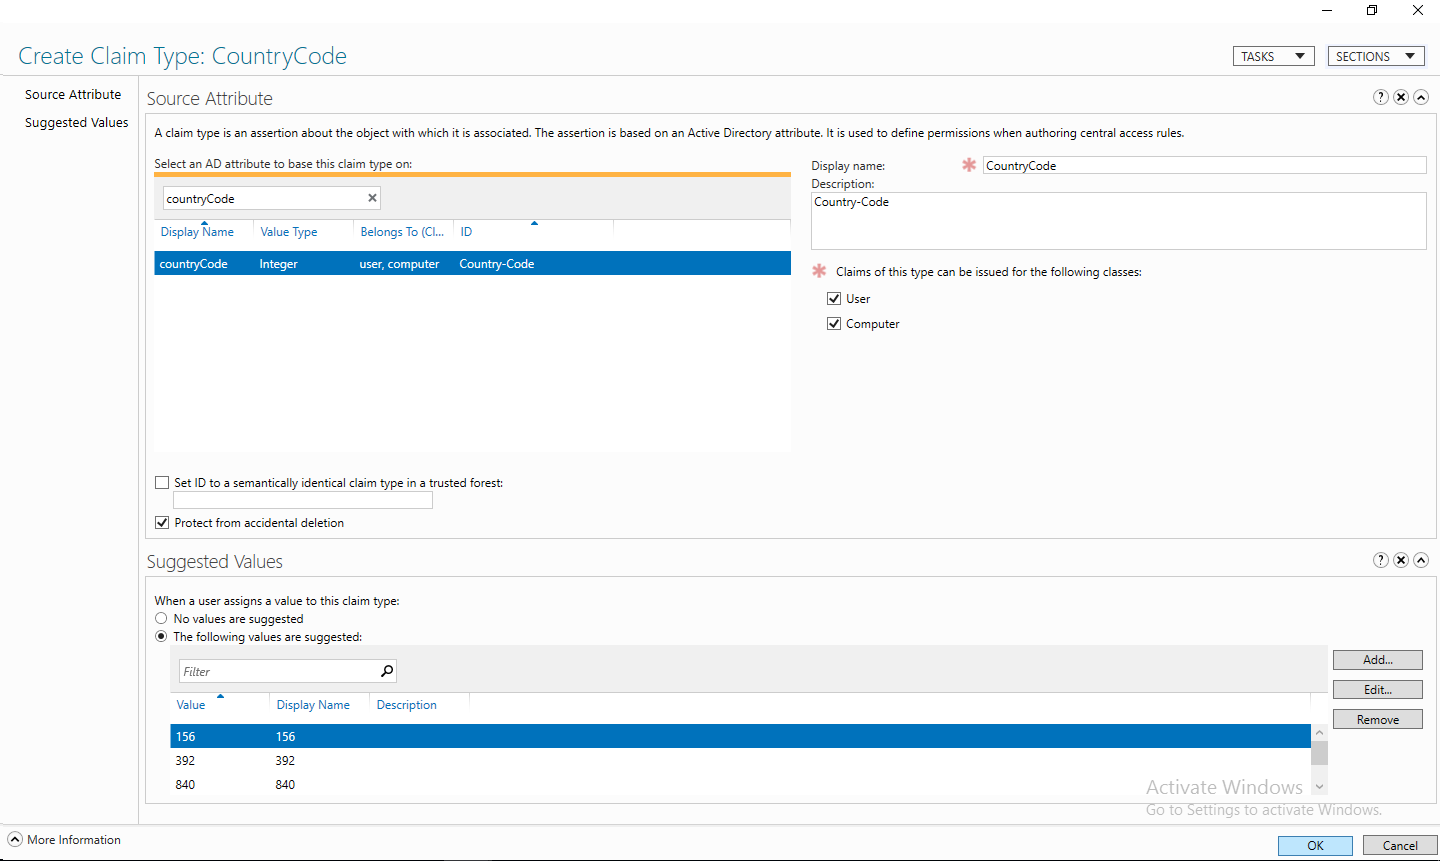 Create Claim Type: CountryCode
TASKS
SECTIONS
Source Attribute
Suggested Values
Source Attribute
A claim type is an assertion about the object with which it is associated. The assertion is based on an Active Directory attribute. It is used to define permissions when authoring central access rules.
Select an AD attribute to base this claim type on:
countryCode
Display Name Value Type Belongs To (Cl... ID
countryCode Integer user, computer Country-Code
Display name: CountryCode
Description:
Country-Code
Claims of this type can be issued for the following classes:
User
Computer
Set ID to a semantically identical claim type in a trusted forest:
Protect from accidental deletion
Suggested Values
When a user assigns a value to this claim type:
No values are suggested
The following values are suggested:
Filter
Value Display Name Description
156 156
392 392
840 840
Add...
Edit...
Remove
Activate Windows
Go to Settings to activate Windows.
More Information
OK
Cancel